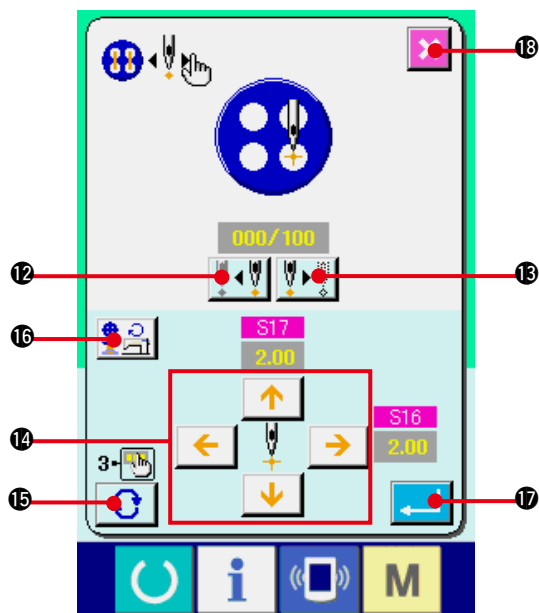 ⓲
000/100
⓬ ⓭
⓰ S17
2.00
⓮ S16
2.00
3
⓯ ⓱
i M